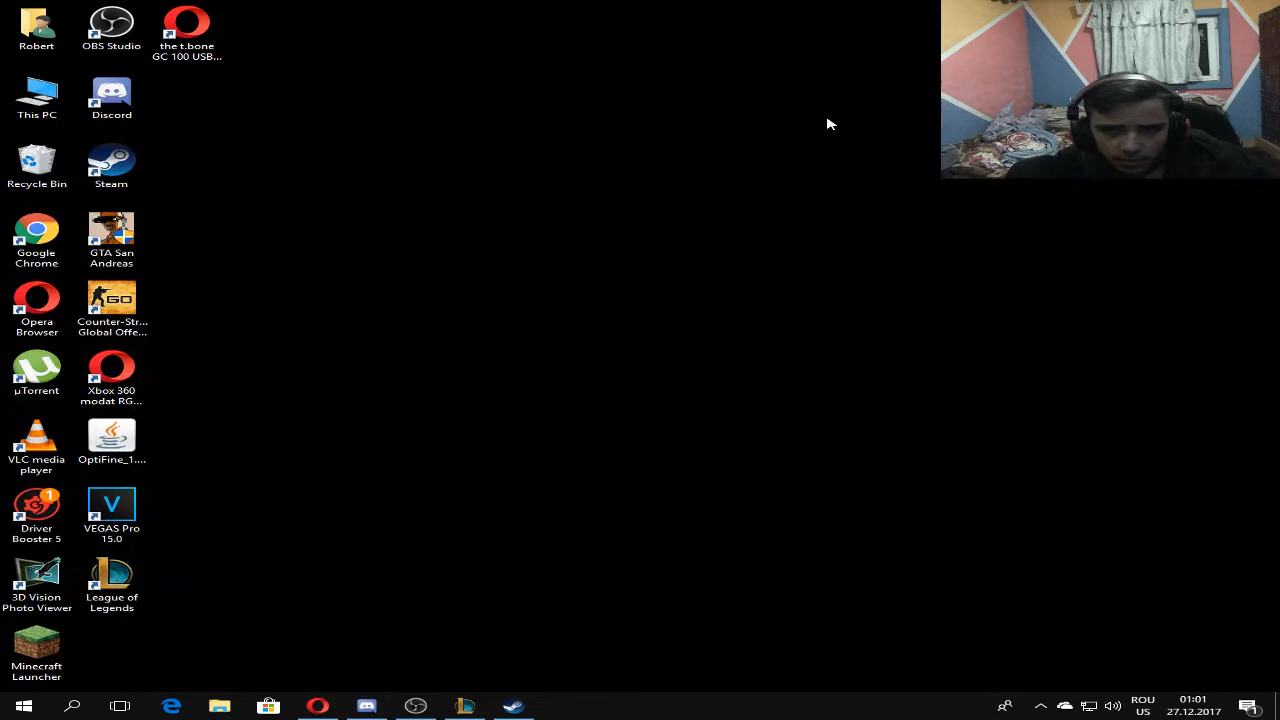 Robert
OBS Studio
the t.bone
GC 100 USB...
This PC
Discord
Recycle Bin
Steam
Google
Chrome
GTA San
Andreas
Opera
Browser
GO
Counter-Str...
Global Offe...
µ
µTorrent
Xbox 360
modat RG...
VLC media
player
OptiFine_1....
1
Driver
Booster 5
V
VEGAS Pro
15.0
3D Vision
Photo Viewer
L
League of
Legends
Minecraft
Launcher
ROU
US
01:01
27.12.2017
1